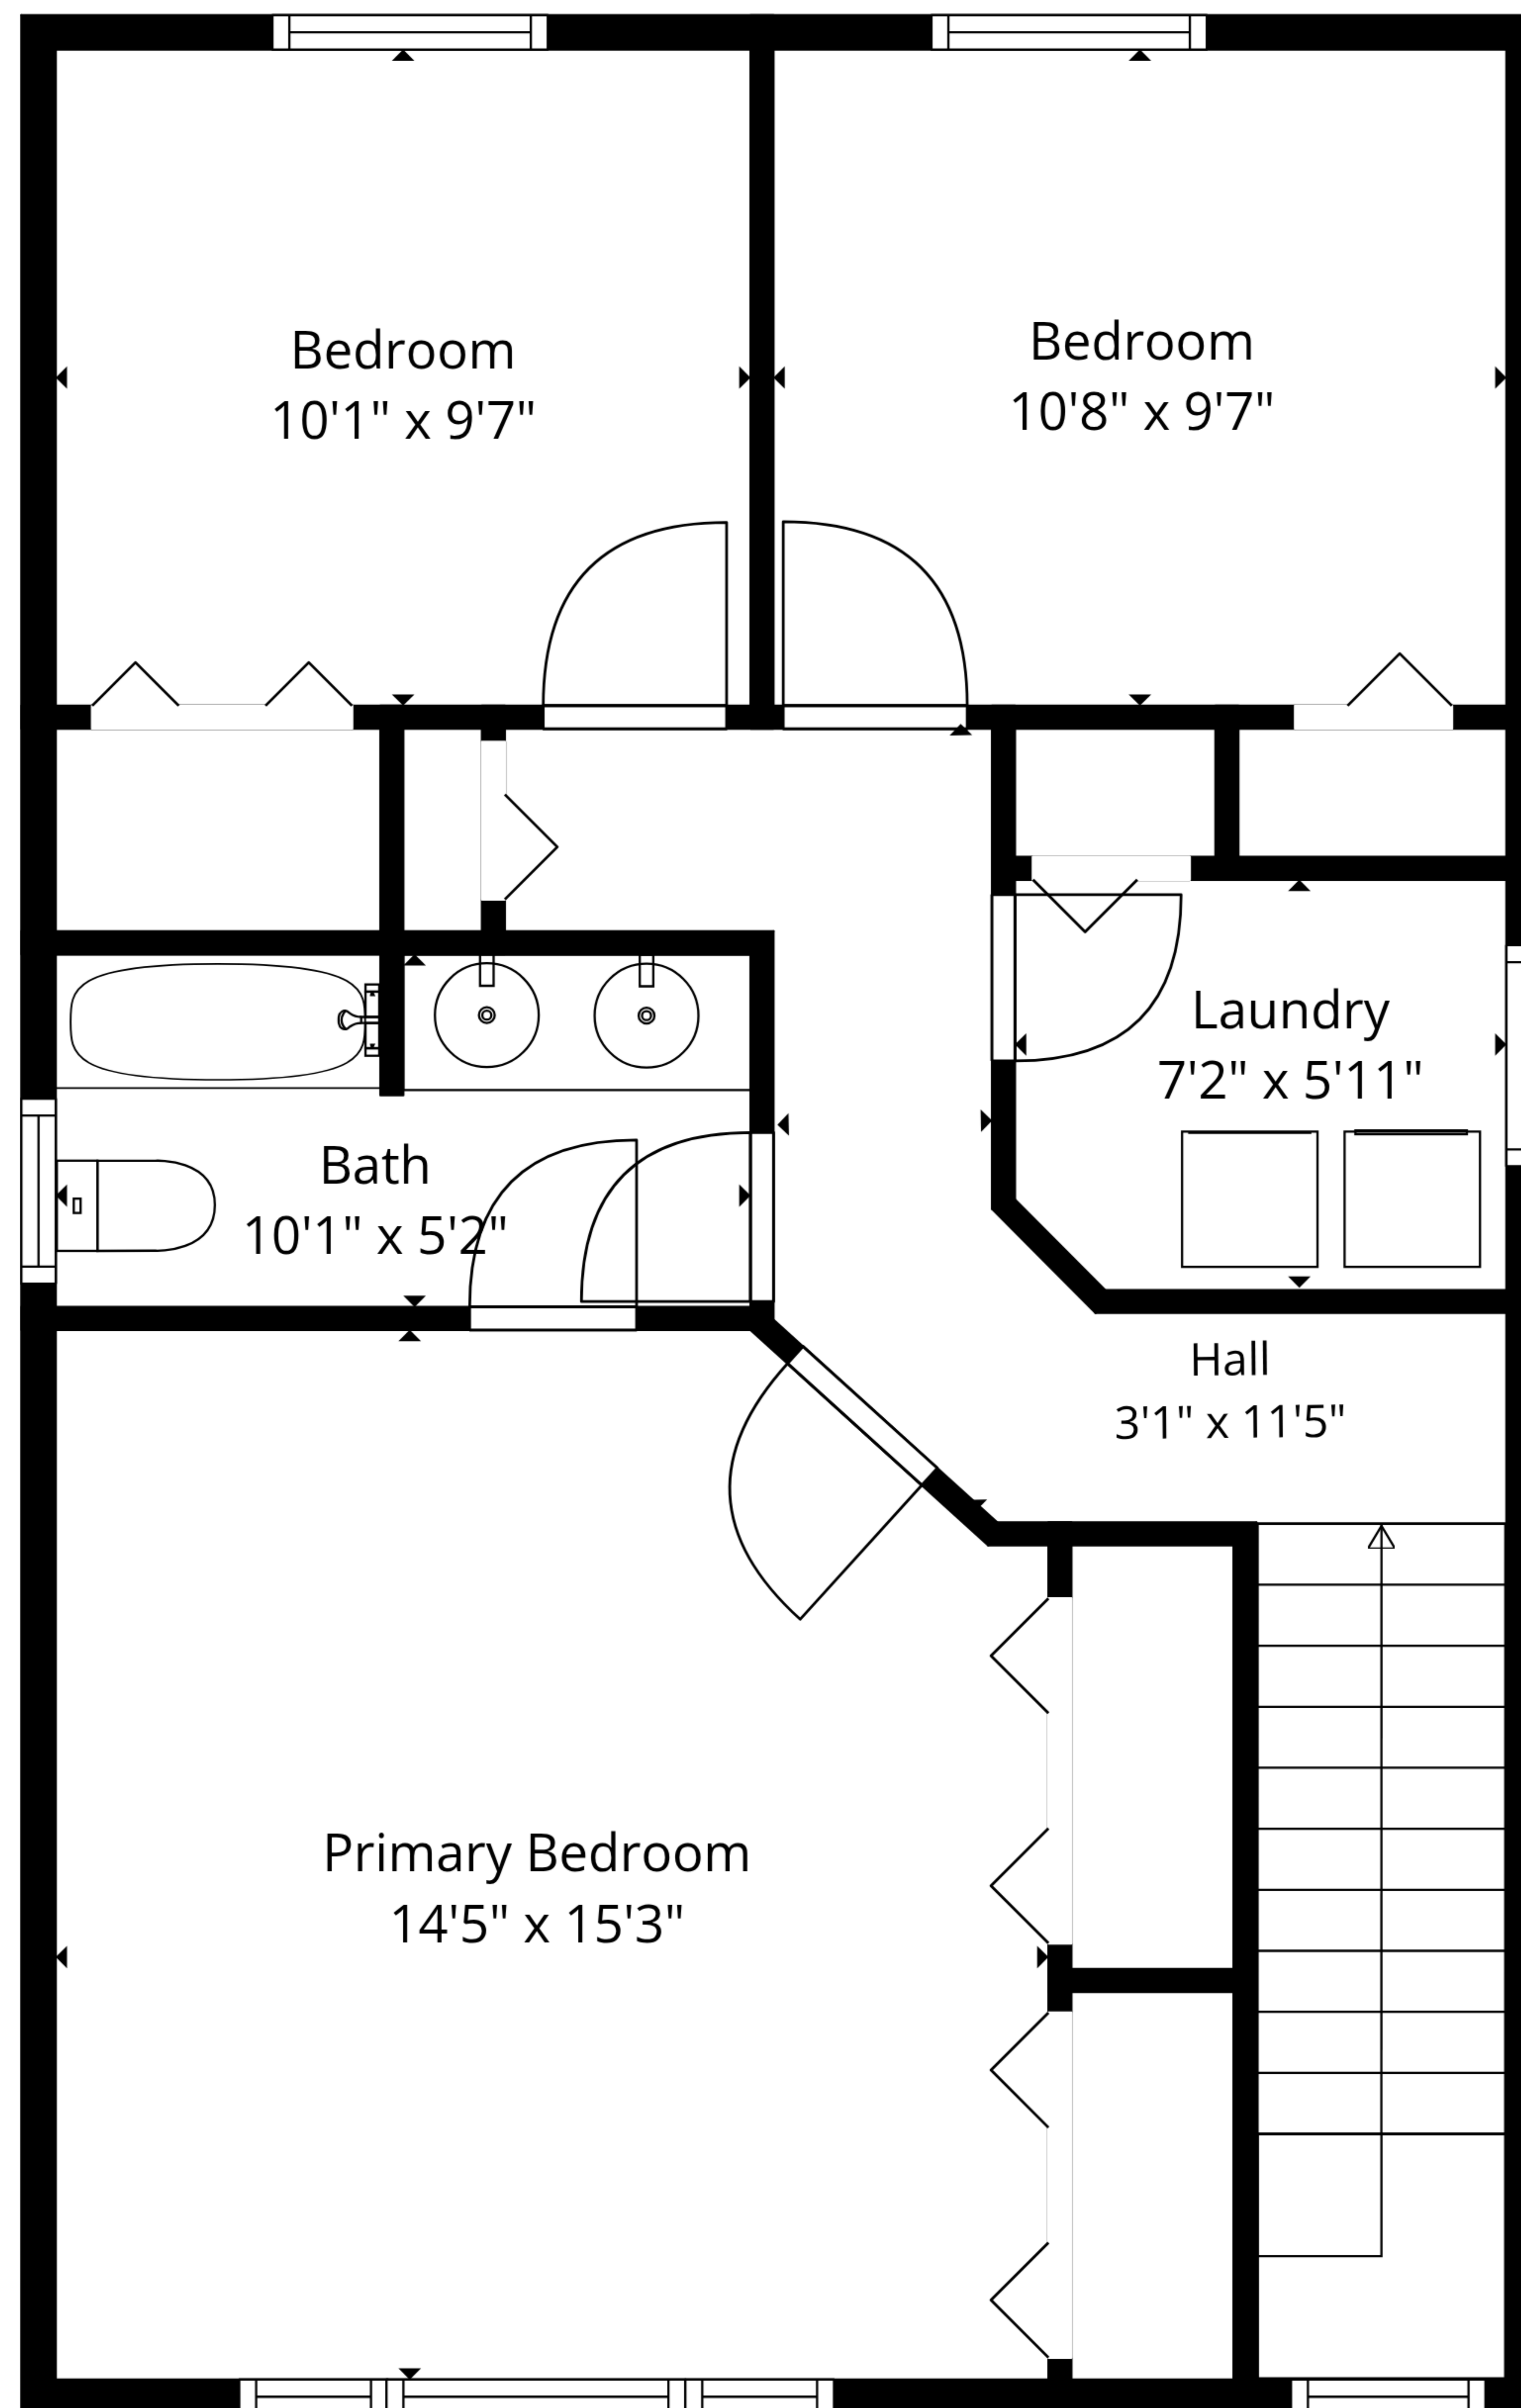 Bedroom
10'1" x 9'7"
Bedroom
10'8" x 9'7"
Laundry
7'2" x 5'11"
Bath
10'1" x 5'2"
Hall
3'1" x 11'5"
Primary Bedroom
14'5" x 15'3"